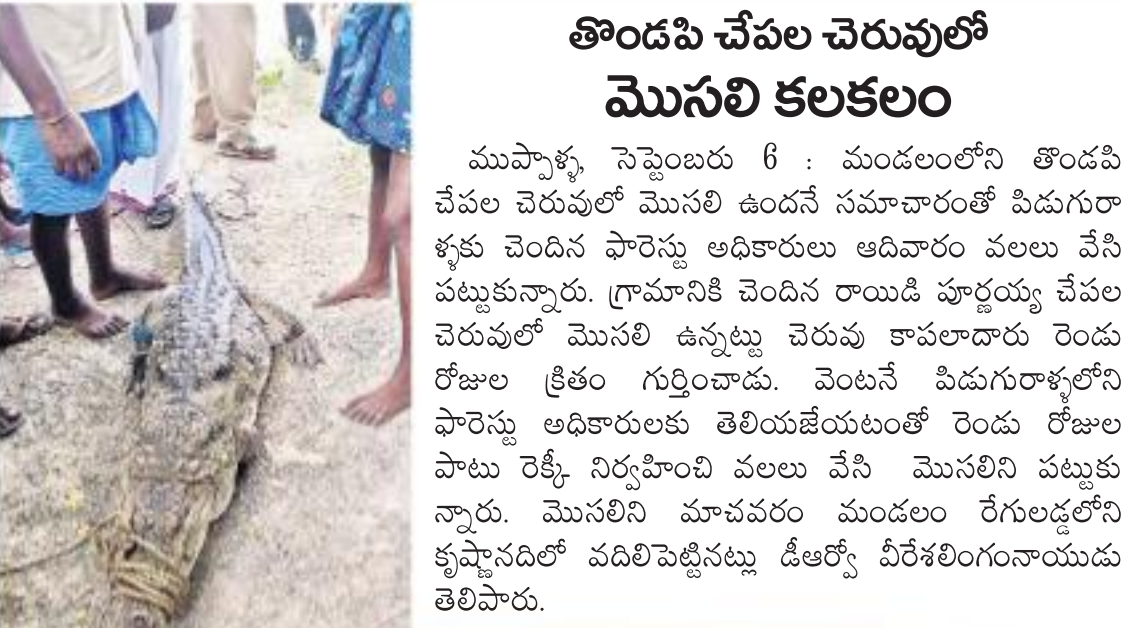 తొండపి చేపల చెరువులో
మొసలి కలకలం
ముప్పాళ్ళ, సెప్టెంబరు 6 : మండలంలోని తొండపి
చేపల చెరువులో మొసలి ఉందనే సమాచారంతో పిడుగురా
ళ్ళకు చెందిన ఫారెస్టు అధికారులు ఆదివారం వలలు వేసి
పట్టుకున్నారు. గ్రామానికి చెందిన రాయిడి పూర్ణయ్య చేపల
చెరువులో మొసలి ఉన్నట్టు చెరువు కాపలాదారు రెండు
రోజుల క్రితం గుర్తించాడు. వెంటనే పిడుగురాళ్ళలోని
ఫారెస్టు అధికారులకు తెలియజేయటంతో రెండు రోజుల
పాటు రెక్కీ నిర్వహించి వలలు వేసి మొసలిని పట్టుకు
న్నారు. మొసలిని మాచవరం మండలం రేగులడ్డలోని
కృష్ణానదిలో వదిలిపెట్టినట్లు డీఆర్వో వీరేశలింగంనాయుడు
తెలిపారు.